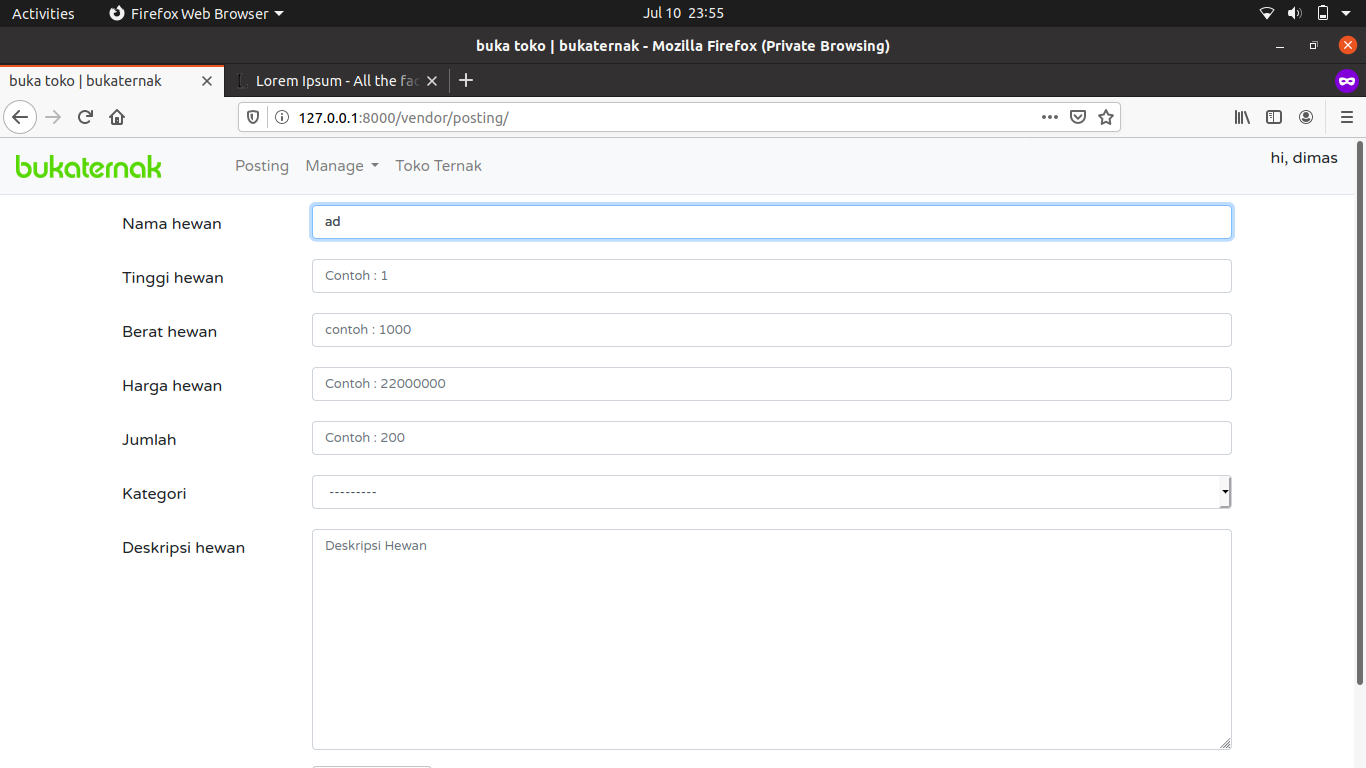 Activities Firefox Web Browser Jul 10 23:55
buka toko | bukaternak - Mozilla Firefox (Private Browsing)
buka toko | bukaternak Lorem Ipsum - All the fac
127.0.0.1:8000/vendor/posting/
bukaternak Posting Manage Toko Ternak hi, dimas
Nama hewan ad
Tinggi hewan Contoh : 1
Berat hewan contoh : 1000
Harga hewan Contoh : 22000000
Jumlah Contoh : 200
Kategori ---------
Deskripsi hewan Deskripsi Hewan